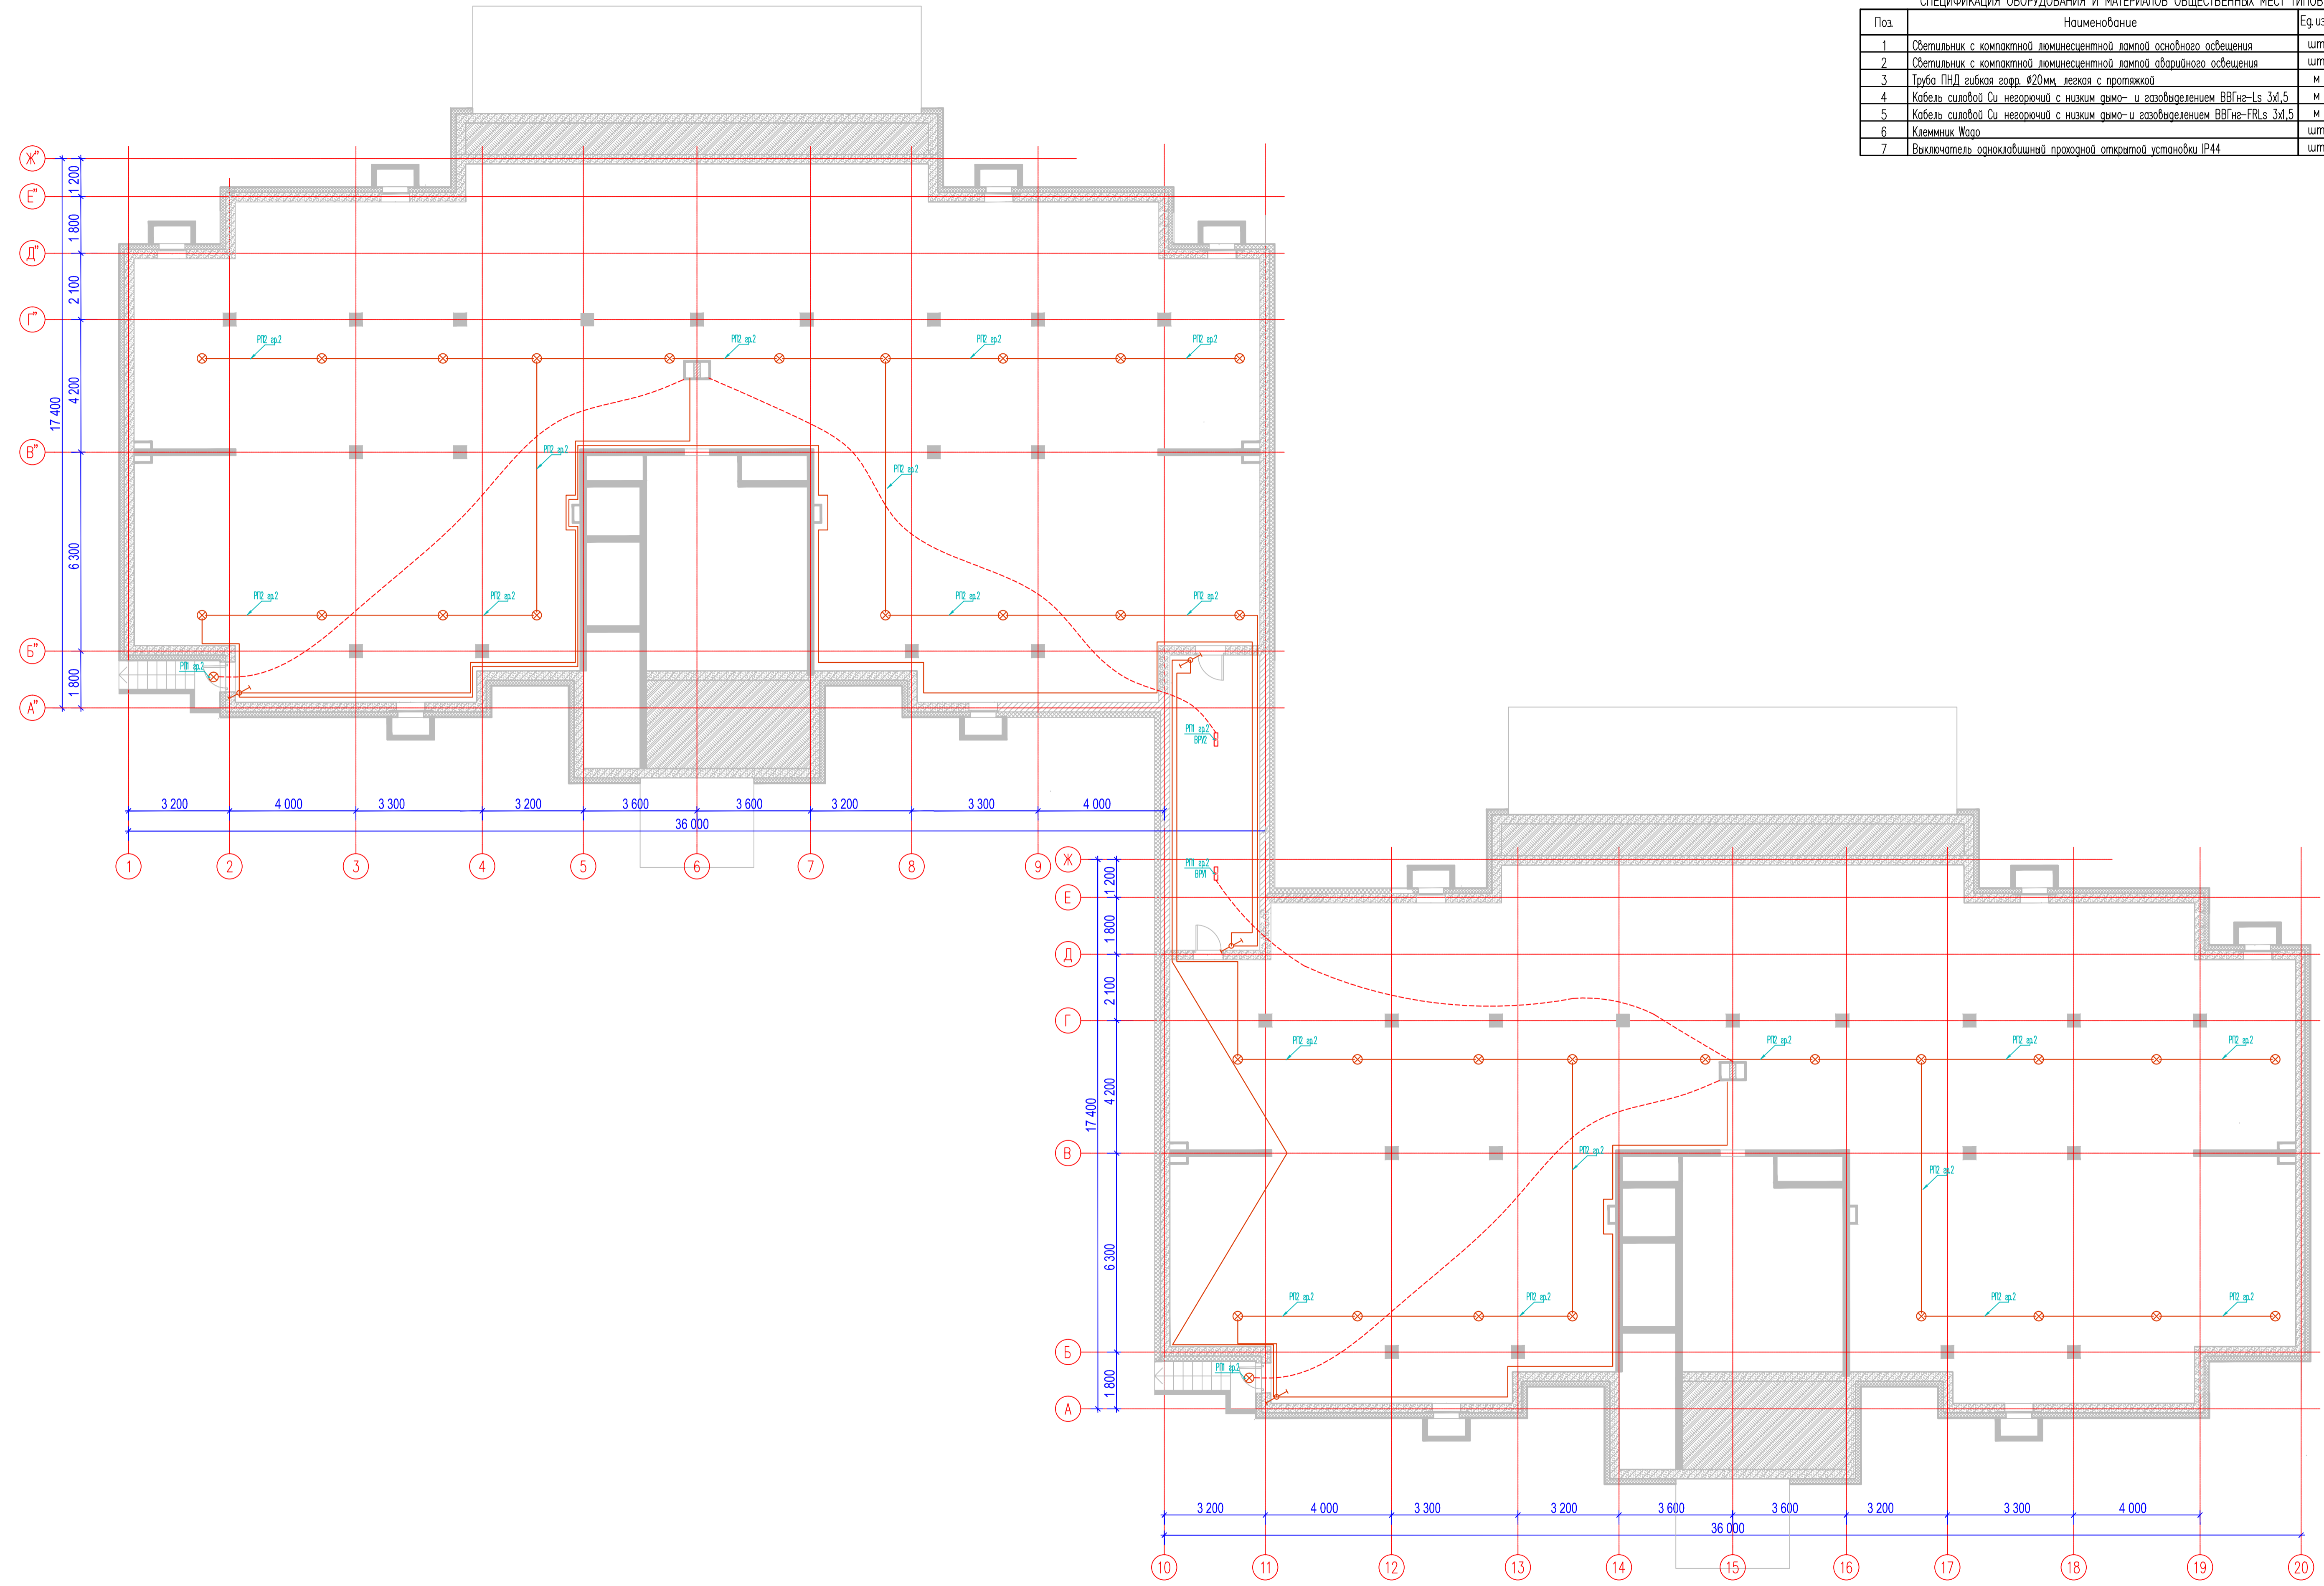 СПЕЦИФИКАЦИЯ ОБОРУДОВАНИЯ И МАТЕРИАЛОВ ОБЩЕСТВЕННЫХ МЕСТ ТИПОВ
Поз. Наименование Ед. из
1 Светильник с компактной люминесцентной лампой основного освещения шт
2 Светильник с компактной люминесцентной лампой аварийного освещения шт
3 Труба ПНД гибкая гофр. Ø20мм, легкая с протяжкой м
4 Кабель силовой Cu негорючий с низким дымо- и газовыделением ВВГнг-Ls 3х1,5 м
5 Кабель силовой Cu негорючий с низким дымо-и газовыделением ВВГнг-FRLs 3х1,5 м
6 Клеммник Wago шт
7 Выключатель одноклавишный проходной открытой установки IP44 шт
Ж"
1 200
Е"
1 800
Д"
2 100
Г"
РП2 гр.2 РП2 гр.2 РП2 гр.2 РП2 гр.2
4 200
17 400
В"
РП2 гр.2
РП2 гр.2
6 300
РП2 гр.2 РП2 гр.2 РП2 гр.2 РП2 гр.2
Б"
РП1 гр.2
1 800
А"
РП1 гр.2
ВРУ2
3 200 4 000 3 300 3 200 3 600 3 600 3 200 3 300 4 000
36 000
1 2 3 4 5 6 7 8 9
РП1 гр.2
ВРУ1
Ж
1 200
Е
1 800
Д
2 100
Г
РП2 гр.2 РП2 гр.2 РП2 гр.2 РП2 гр.2
4 200
17 400
В
РП2 гр.2
РП2 гр.2
6 300
РП2 гр.2 РП2 гр.2 РП2 гр.2 РП2 гр.2
Б
РП1 гр.2
1 800
А
3 200 4 000 3 300 3 200 3 600 3 600 3 200 3 300 4 000
36 000
10 11 12 13 14 15 16 17 18 19 20